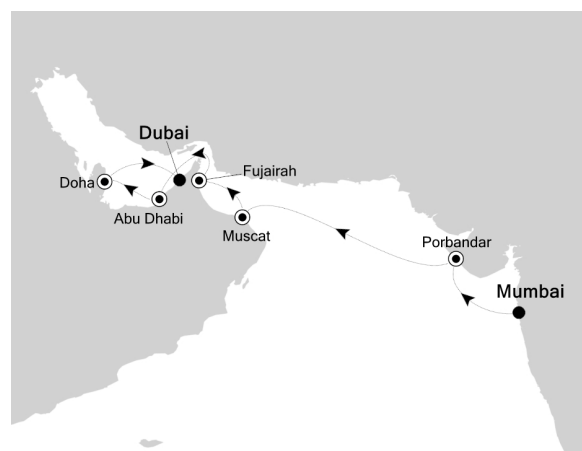 Dubai
Fujairah
Doha
Abu Dhabi
Muscat
Porbandar
Mumbai